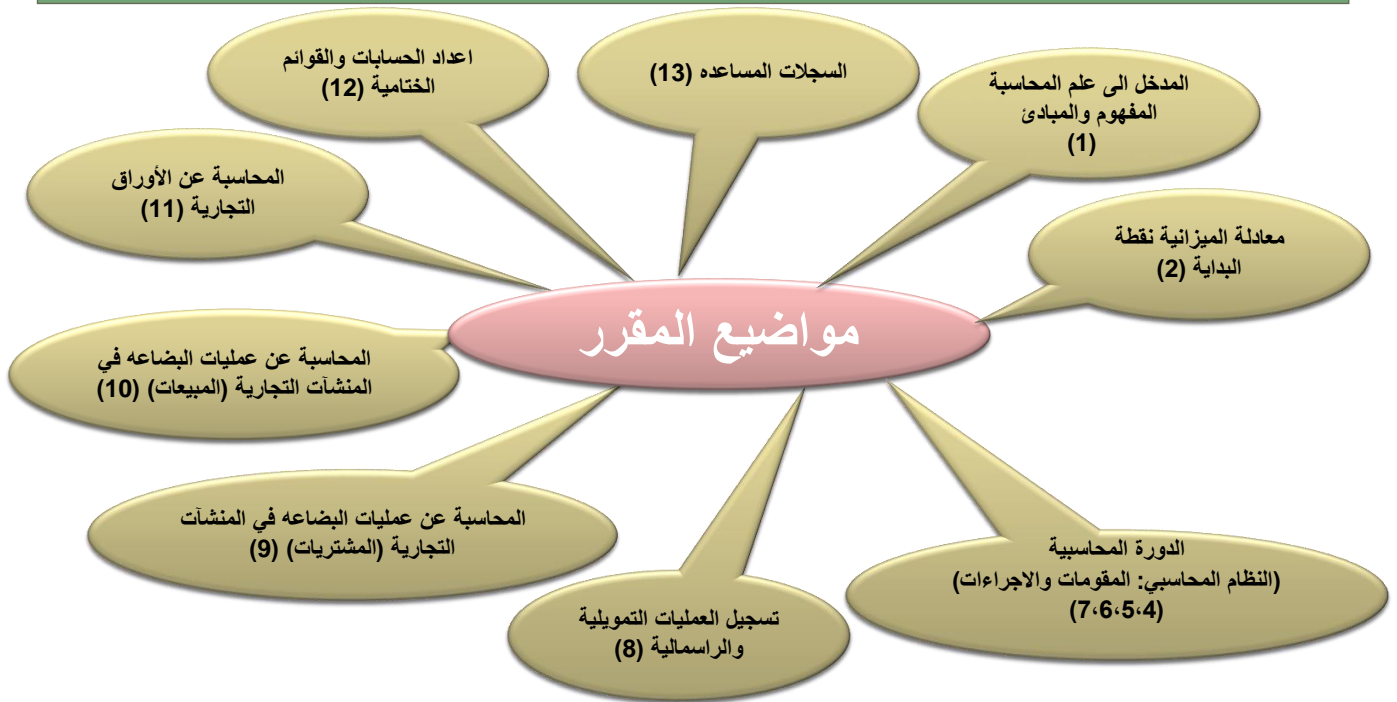 مواضيع المقرر
المدخل الى علم المحاسبة
المفهوم والمبادئ
(1)
معادلة الميزانية نقطة
البداية (2)
الدورة المحاسبية
(النظام المحاسبي: المقومات والاجراءات)
(4،5،6،7)
تسجيل العمليات التمويلية
والراسمالية (8)
المحاسبة عن عمليات البضاعه في المنشآت
التجارية (المشتريات) (9)
المحاسبة عن عمليات البضاعه في
المنشآت التجارية (المبيعات) (10)
المحاسبة عن الأوراق
التجارية (11)
اعداد الحسابات والقوائم
الختامية (12)
السجلات المساعده (13)